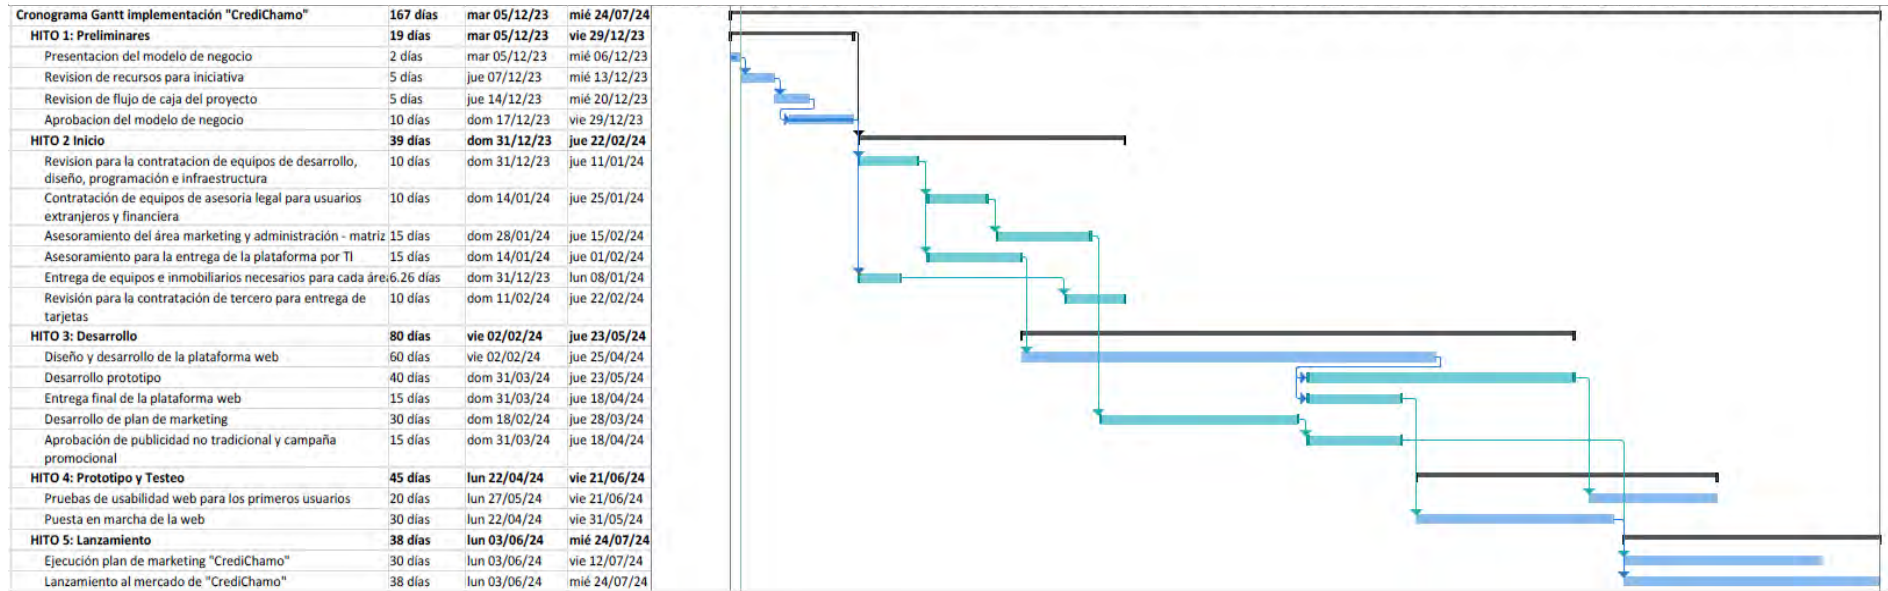 Cronograma Gantt implementación "CrediChamo" 167 días mar 05/12/23 mié 24/07/24
HITO 1: Preliminares 19 días mar 05/12/23 vie 29/12/23
Presentacion del modelo de negocio 2 días mar 05/12/23 mié 06/12/23
Revision de recursos para iniciativa 5 días jue 07/12/23 mié 13/12/23
Revision de flujo de caja del proyecto 5 días jue 14/12/23 mié 20/12/23
Aprobacion del modelo de negocio 10 días dom 17/12/23 vie 29/12/23
HITO 2 Inicio 39 días dom 31/12/23 jue 22/02/24
Revision para la contratacion de equipos de desarrollo, 10 días dom 31/12/23 jue 11/01/24
diseño, programación e infraestructura
Contratación de equipos de asesoria legal para usuarios 10 días dom 14/01/24 jue 25/01/24
extranjeros y financiera
Asesoramiento del área marketing y administración - matriz 15 días dom 28/01/24 jue 15/02/24
Asesoramiento para la entrega de la plataforma por TI 15 días dom 14/01/24 jue 01/02/24
Entrega de equipos e inmobiliarios necesarios para cada áre 6.26 días dom 31/12/23 lun 08/01/24
Revisión para la contratación de tercero para entrega de 10 días dom 11/02/24 jue 22/02/24
tarjetas
HITO 3: Desarrollo 80 días vie 02/02/24 jue 23/05/24
Diseño y desarrollo de la plataforma web 60 días vie 02/02/24 jue 25/04/24
Desarrollo prototipo 40 días dom 31/03/24 jue 23/05/24
Entrega final de la plataforma web 15 días dom 31/03/24 jue 18/04/24
Desarrollo de plan de marketing 30 días dom 18/02/24 jue 28/03/24
Aprobación de publicidad no tradicional y campaña 15 días dom 31/03/24 jue 18/04/24
promocional
HITO 4: Prototipo y Testeo 45 días lun 22/04/24 vie 21/06/24
Pruebas de usabilidad web para los primeros usuarios 20 días lun 27/05/24 vie 21/06/24
Puesta en marcha de la web 30 días lun 22/04/24 vie 31/05/24
HITO 5: Lanzamiento 38 días lun 03/06/24 mié 24/07/24
Ejecución plan de marketing "CrediChamo" 30 días lun 03/06/24 vie 12/07/24
Lanzamiento al mercado de "CrediChamo" 38 días lun 03/06/24 mié 24/07/24